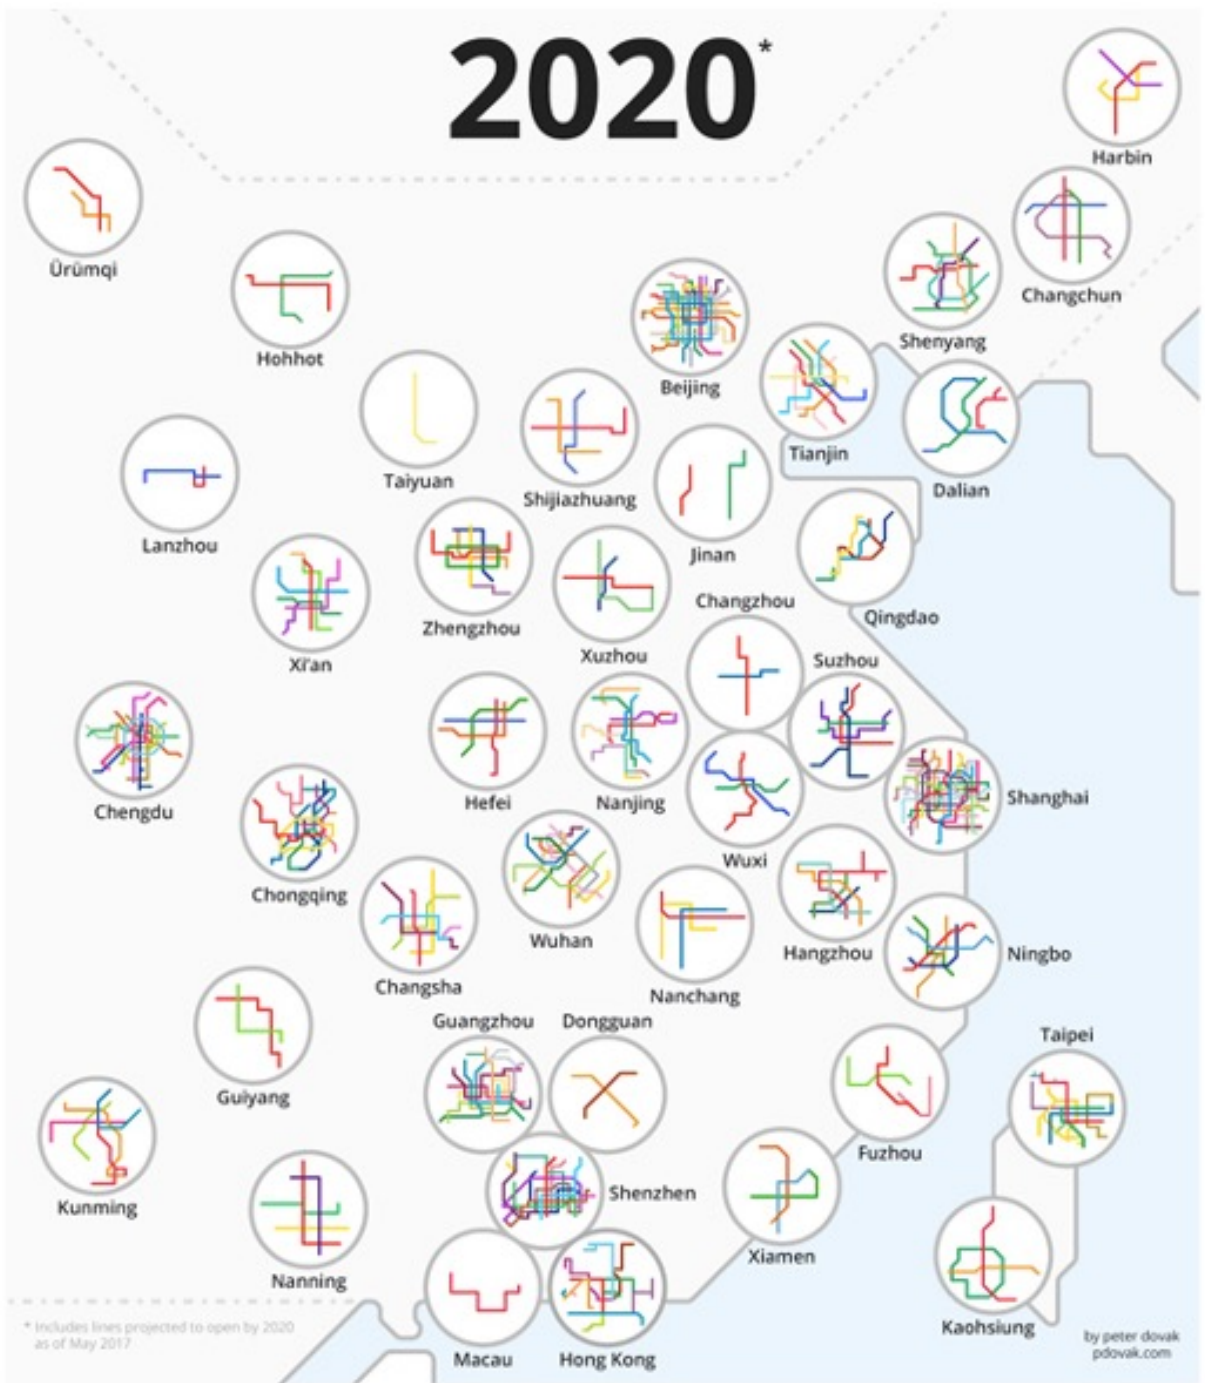 2020*
Harbin
Ürümqi
Changchun
Hohhot
Shenyang
Beijing
Tianjin
Taiyuan
Shijiazhuang
Dalian
Lanzhou
Jinan
Changzhou
Qingdao
Zhengzhou
Xuzhou
Xi'an
Suzhou
Chengdu
Hefei
Nanjing
Shanghai
Wuxi
Chongqing
Wuhan
Hangzhou
Ningbo
Changsha
Nanchang
Guangzhou
Dongguan
Taipei
Guiyang
Fuzhou
Kunming
Shenzhen
Xiamen
Nanning
Kaohsiung
* Includes lines projected to open by 2020
as of May 2017
Macau
Hong Kong
by peter dovak
pdovak.com